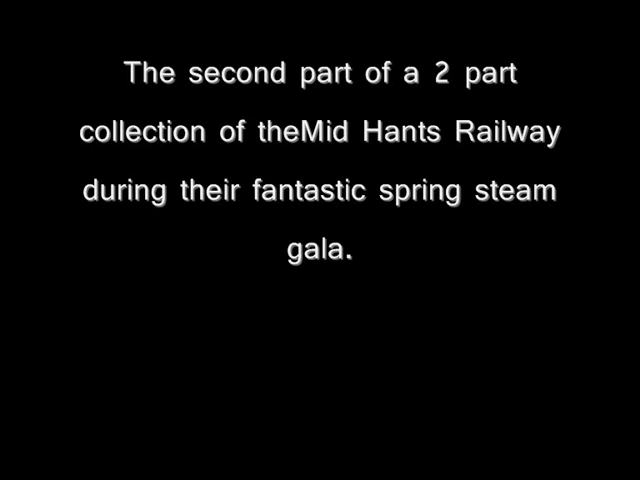 The second part of a 2 part
collection of theMid Hants Railway
during their fantastic spring steam
gala.